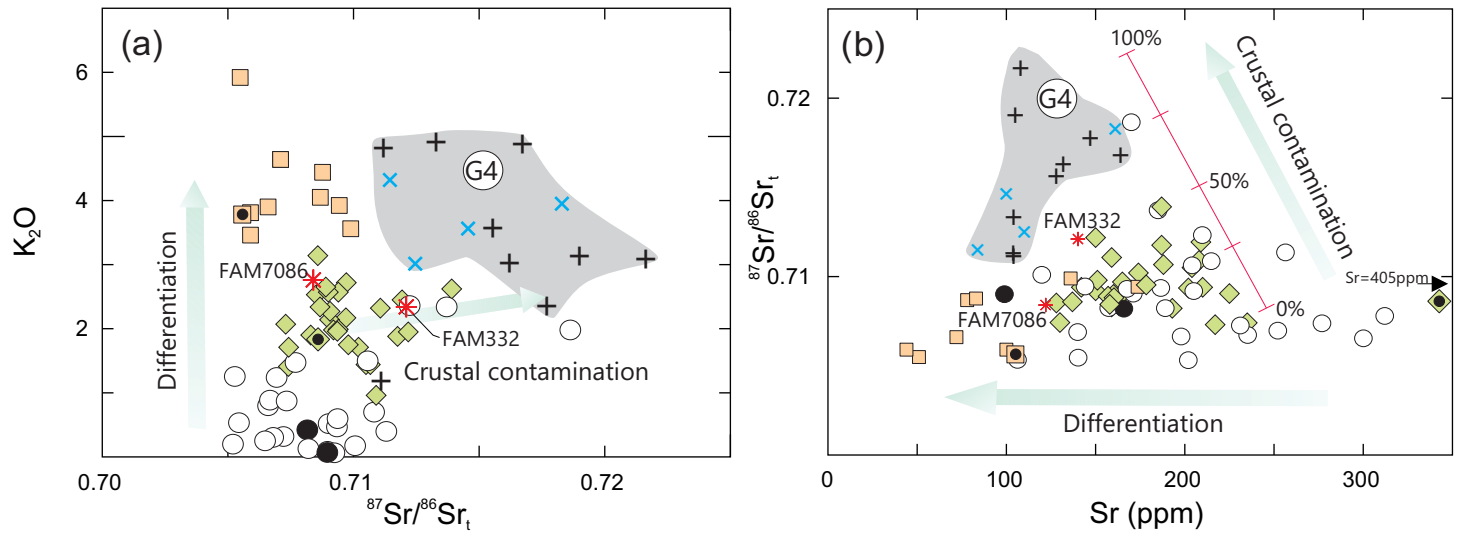 (a)
K₂O
6
4
2
0
Differentiation
G4
FAM7086
FAM332
Crustal contamination
0.70
0.71
0.72
⁸⁷Sr/⁸⁶Srₜ
(b)
⁸⁷Sr/⁸⁶Srₜ
0.72
0.71
G4
100%
50%
0%
Crustal contamination
FAM332
FAM7086
Sr=405ppm
Differentiation
0
100
200
300
Sr (ppm)